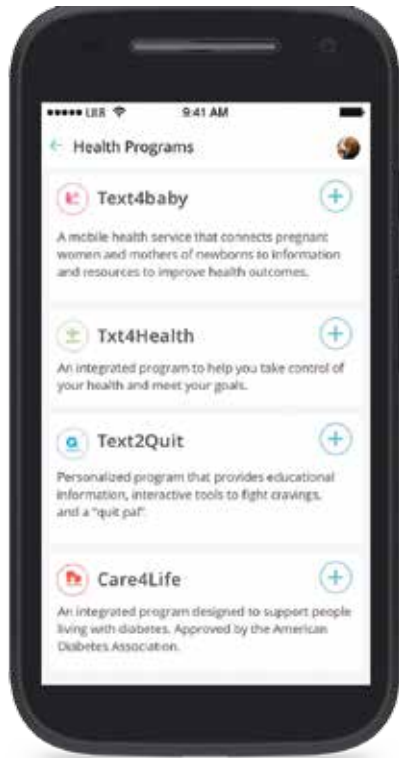 UI8 9:41 AM
Health Programs
Text4baby
A mobile health service that connects pregnant
women and mothers of newborns to information
and resources to improve health outcomes.
Txt4Health
An integrated program to help you take control of
your health and meet your goals.
Text2Quit
Personalized program that provides educational
information, interactive tools to fight cravings,
and a "quit pal".
Care4Life
An integrated program designed to support people
living with diabetes. Approved by the American
Diabetes Association.